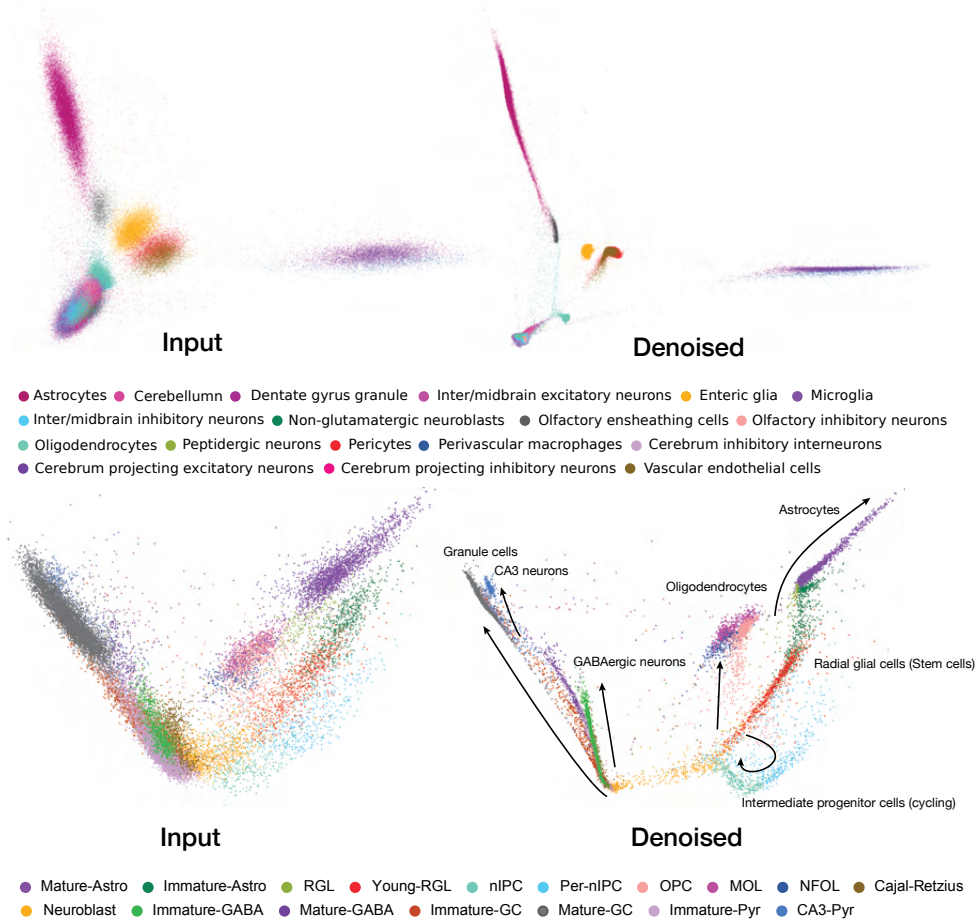 Input
Denoised
Astrocytes Cerebellumn Dentate gyrus granule Inter/midbrain excitatory neurons Enteric glia Microglia
Inter/midbrain inhibitory neurons Non-glutamatergic neuroblasts Olfactory ensheathing cells Olfactory inhibitory neurons
Oligodendrocytes Peptidergic neurons Pericytes Perivascular macrophages Cerebrum inhibitory interneurons
Cerebrum projecting excitatory neurons Cerebrum projecting inhibitory neurons Vascular endothelial cells
Astrocytes
Granule cells
CA3 neurons
Oligodendrocytes
GABAergic neurons
Radial glial cells (Stem cells)
Intermediate progenitor cells (cycling)
Input
Denoised
Mature-Astro Immature-Astro RGL Young-RGL nIPC Per-nIPC OPC MOL NFOL Cajal-Retzius
Neuroblast Immature-GABA Mature-GABA Immature-GC Mature-GC Immature-Pyr CA3-Pyr